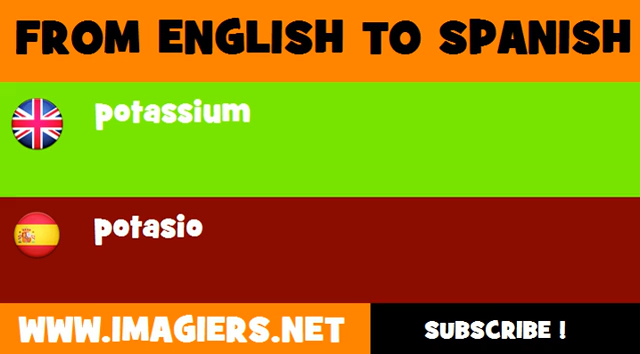 FROM ENGLISH TO SPANISH
potassium
potasio
WWW.IMAGIERS.NET
SUBSCRIBE !